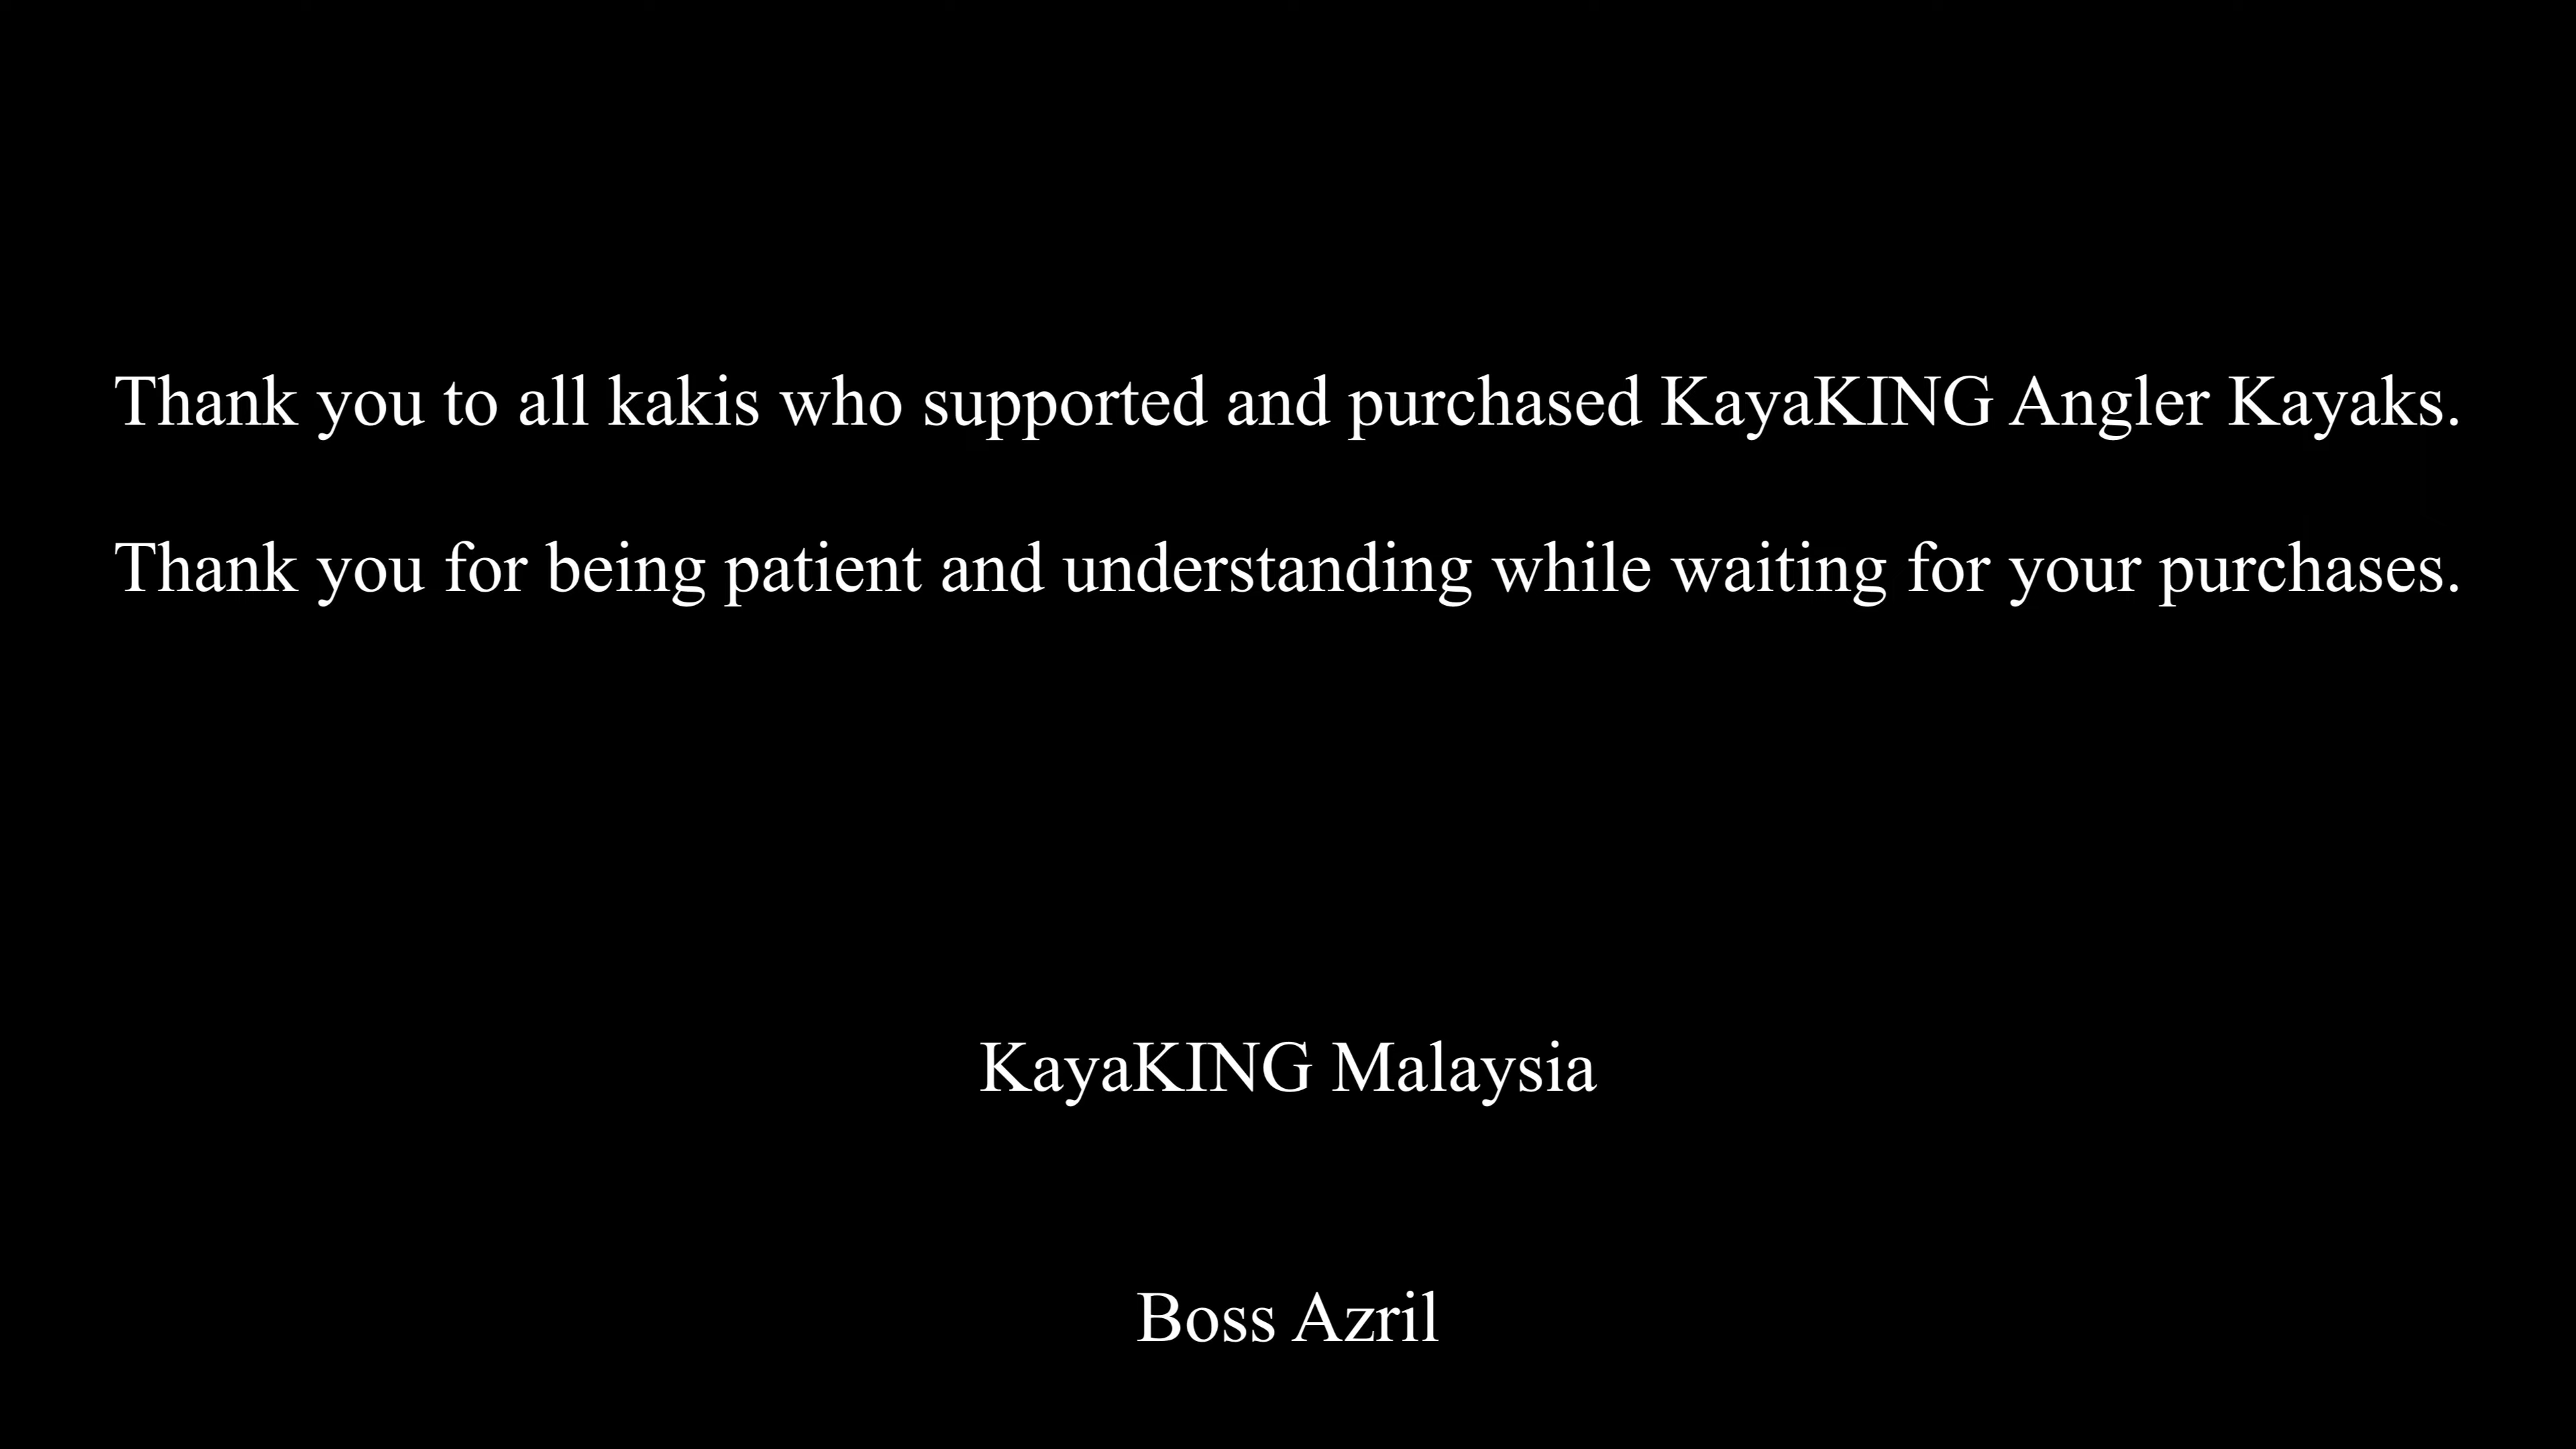 Thank you to all kakis who supported and purchased KayaKING Angler Kayaks.
Thank you for being patient and understanding while waiting for your purchases.
KayaKING Malaysia
Boss Azril